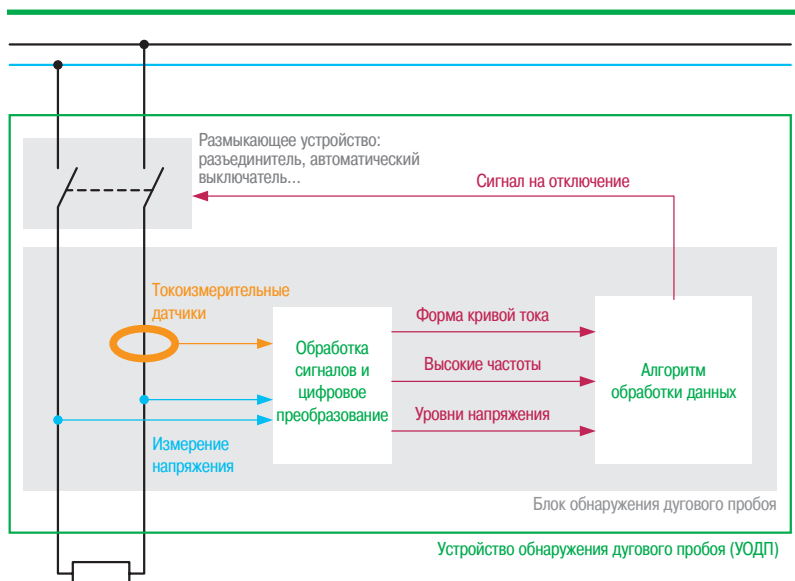 Размыкающее устройство:
разъединитель, автоматический
выключатель...
Сигнал на отключение
Токоизмерительные
датчики
Обработка
сигналов и
цифровое
преобразование
Форма кривой тока
Высокие частоты
Уровни напряжения
Алгоритм
обработки данных
Измерение
напряжения
Блок обнаружения дугового пробоя
Устройство обнаружения дугового пробоя (УОДП)